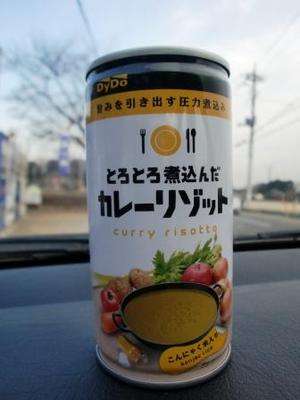 DyDo
旨みを引き出す圧力煮込み
とろとろ煮込んだ
カレーリゾット
curry risotto
こんにゃく米入り